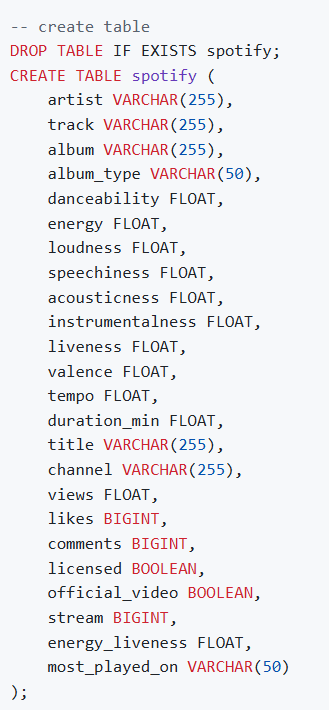 -- create table
DROP TABLE IF EXISTS spotify;
CREATE TABLE spotify (
    artist VARCHAR(255),
    track VARCHAR(255),
    album VARCHAR(255),
    album_type VARCHAR(50),
    danceability FLOAT,
    energy FLOAT,
    loudness FLOAT,
    speechiness FLOAT,
    acousticness FLOAT,
    instrumentalness FLOAT,
    liveness FLOAT,
    valence FLOAT,
    tempo FLOAT,
    duration_min FLOAT,
    title VARCHAR(255),
    channel VARCHAR(255),
    views FLOAT,
    likes BIGINT,
    comments BIGINT,
    licensed BOOLEAN,
    official_video BOOLEAN,
    stream BIGINT,
    energy_liveness FLOAT,
    most_played_on VARCHAR(50)
);